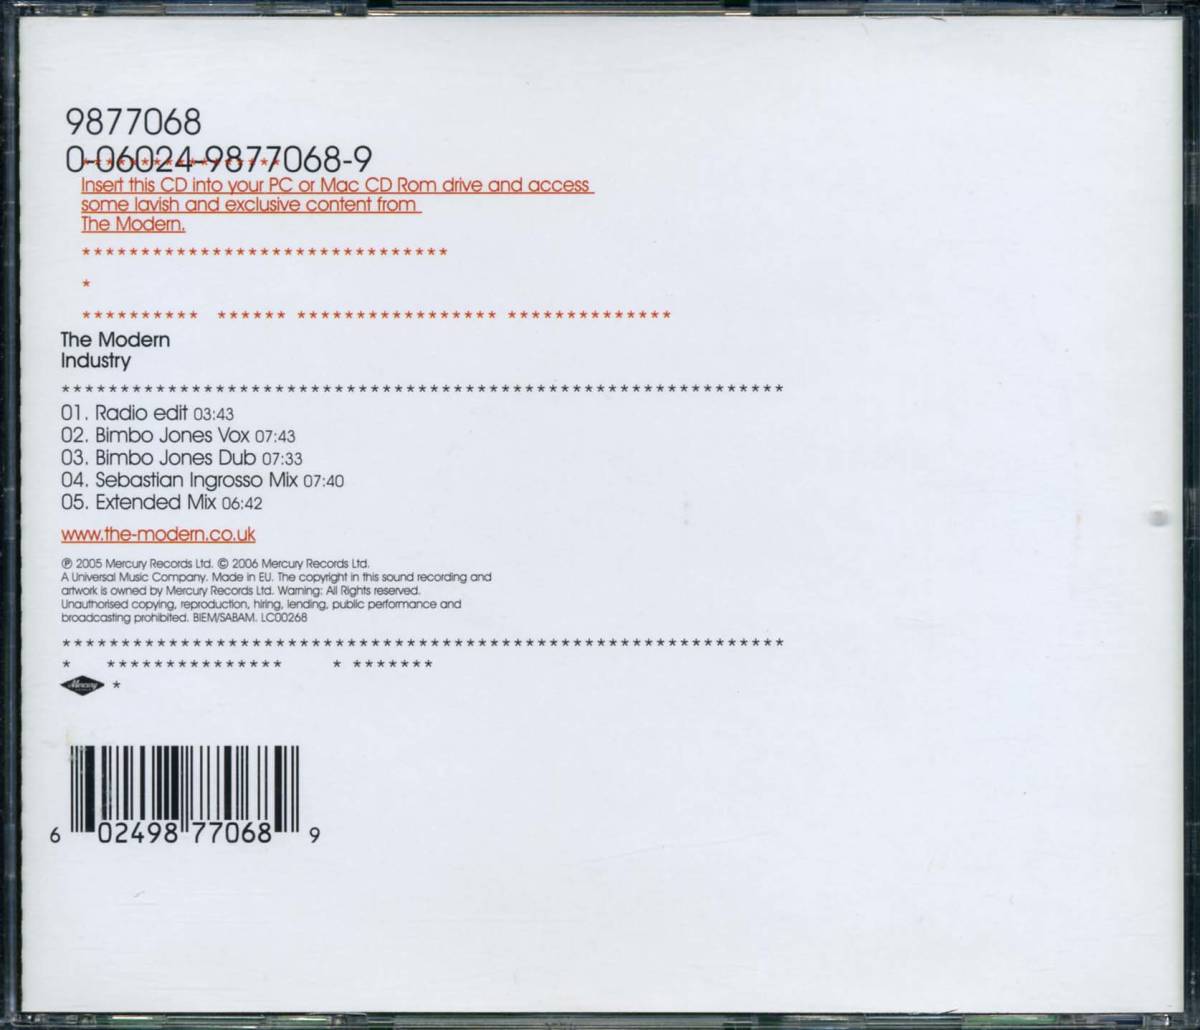 9877068
0-06024-9877068-9
***************
Insert this CD into your PC or Mac CD Rom drive and access
some lavish and exclusive content from
The Modern.
*******************************
*
********** ****** ***************** **************
The Modern
Industry
*************************************************************
01. Radio edit 03:43
02. Bimbo Jones Vox 07:43
03. Bimbo Jones Dub 07:33
04. Sebastian Ingrosso Mix 07:40
05. Extended Mix 06:42
www.the-modern.co.uk
℗ 2005 Mercury Records Ltd. © 2006 Mercury Records Ltd.
A Universal Music Company. Made in EU. The copyright in this sound recording and
artwork is owned by Mercury Records Ltd. Warning: All Rights reserved.
Unauthorised copying, reproduction, hiring, lending, public performance and
broadcasting prohibited. BIEM/SABAM. LC00268
*************************************************************
* *************** * *******
Mercury *
6 02498 77068 9